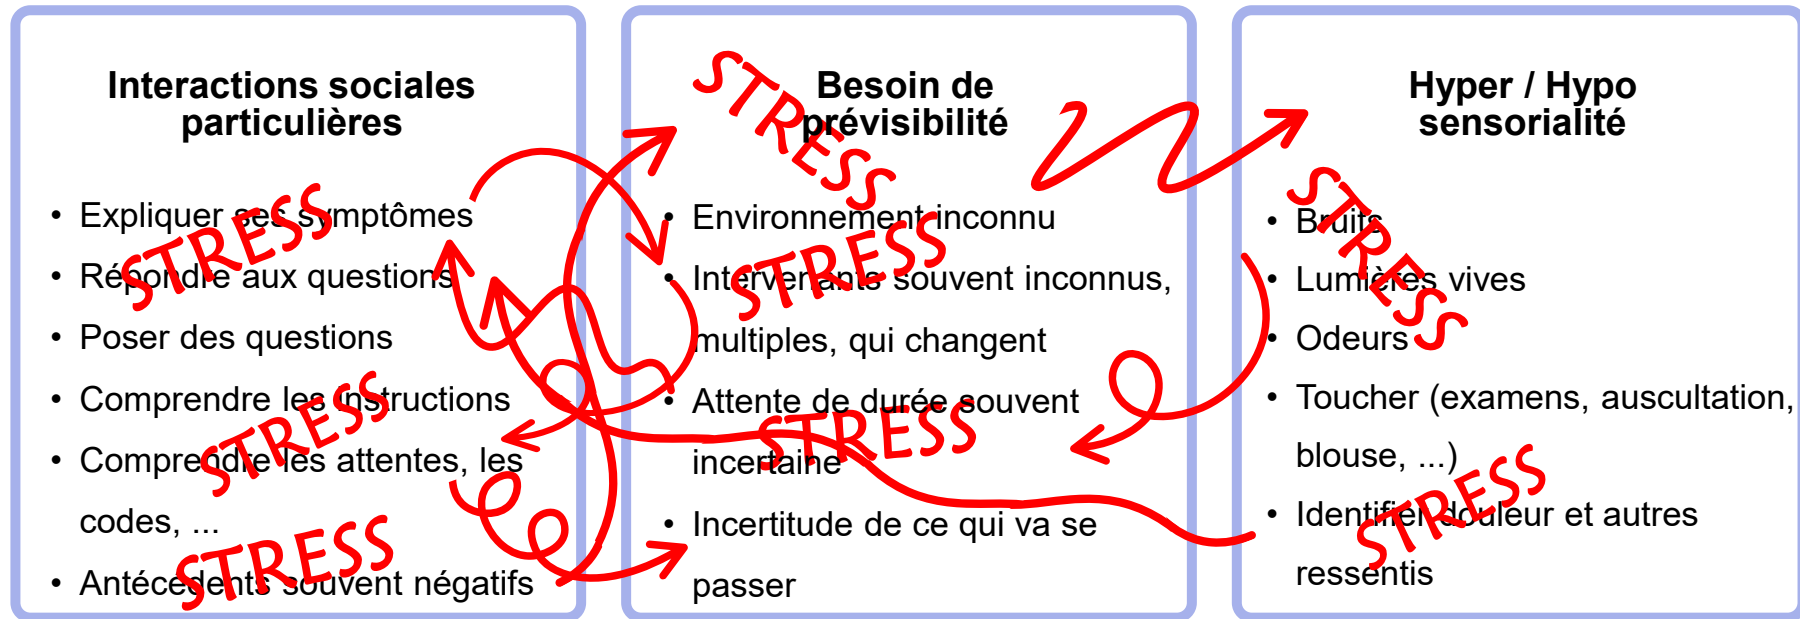 Interactions sociales
particulières
• Expliquer ses symptômes
• Répondre aux questions
• Poser des questions
• Comprendre les instructions
• Comprendre les attentes, les
codes, ...
• Antécédents souvent négatifs
STRESS
STRESS
STRESS
Besoin de
prévisibilité
• Environnement inconnu
• Intervenants souvent inconnus,
multiples, qui changent
• Attente de durée souvent
incertaine
• Incertitude de ce qui va se
passer
STRESS
STRESS
STRESS
Hyper / Hypo
sensorialité
• Bruits
• Lumières vives
• Odeurs
• Toucher (examens, auscultation,
blouse, ...)
• Identifier douleur et autres
ressentis
STRESS
STRESS